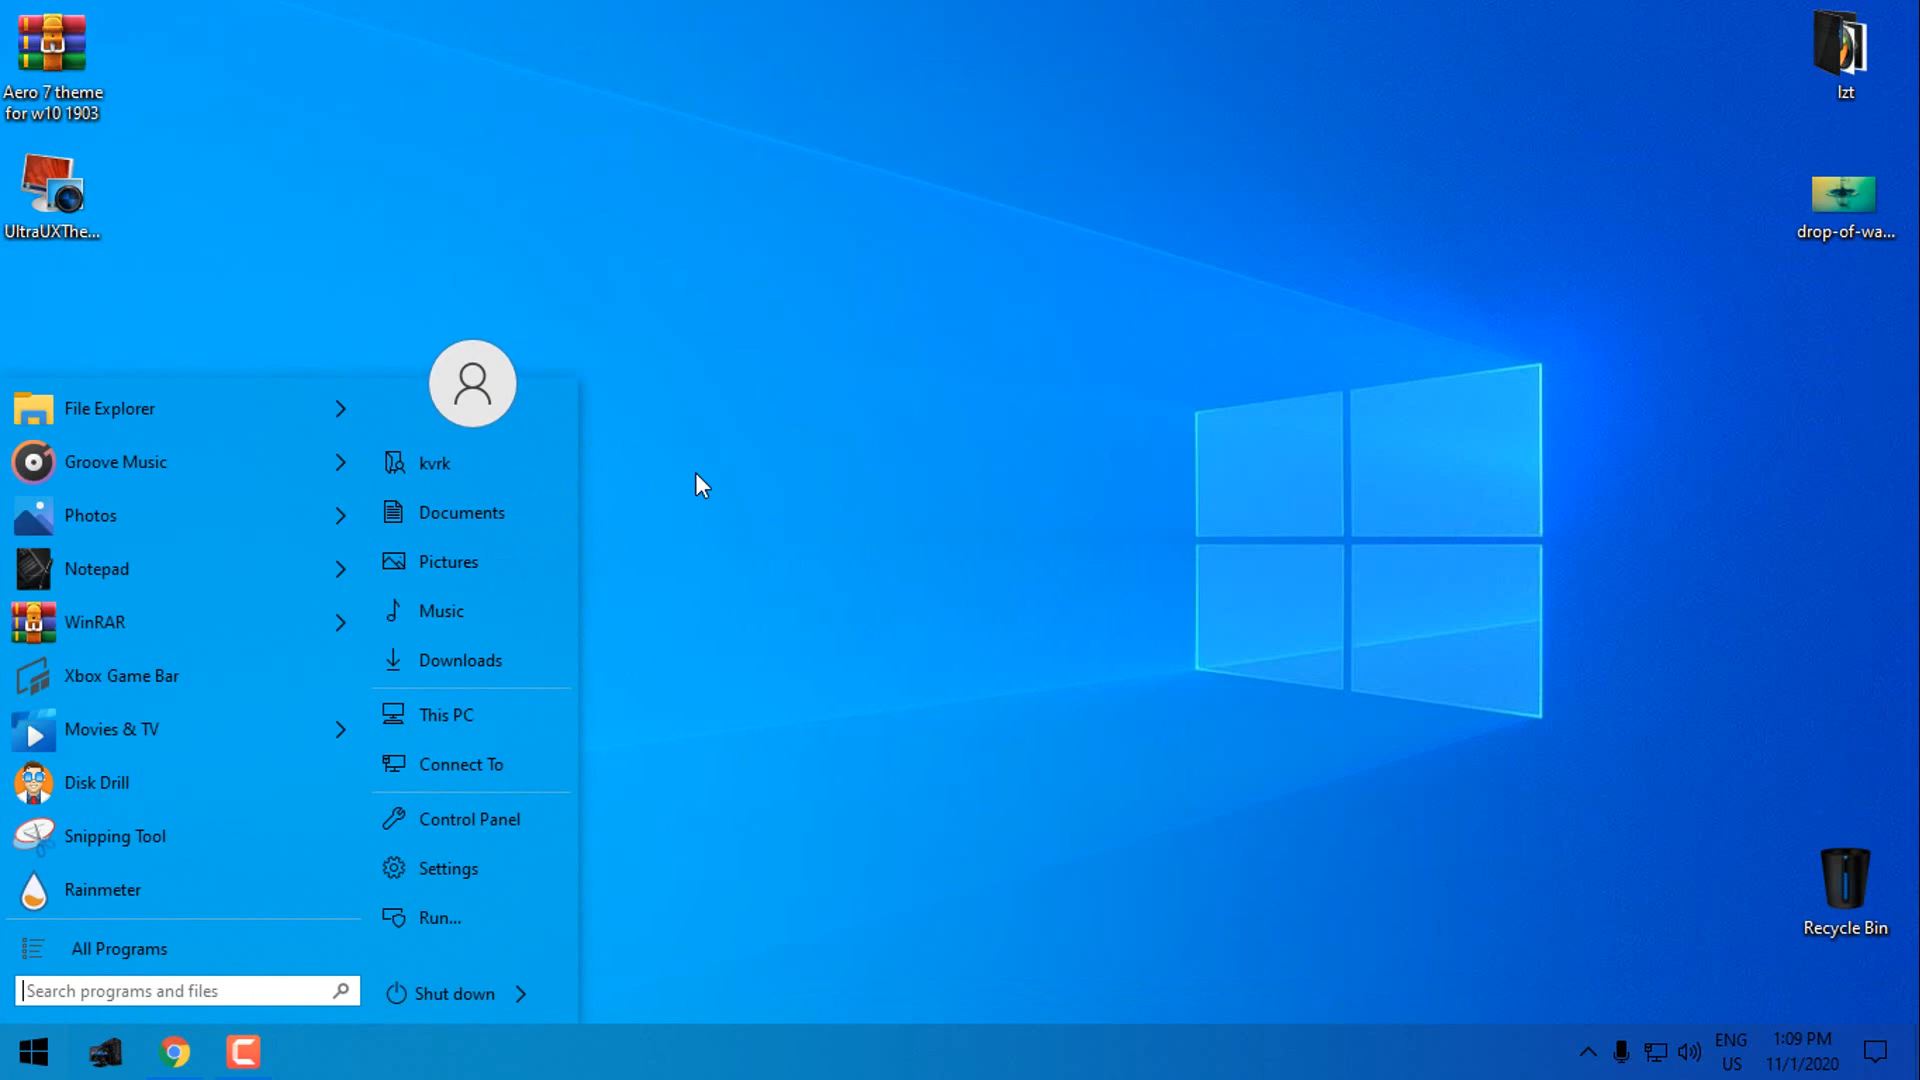 Aero 7 theme
for w10 1903
UltraUXThe...
lzt
drop-of-wa...
Recycle Bin
File Explorer
Groove Music
Photos
Notepad
WinRAR
Xbox Game Bar
Movies & TV
Disk Drill
Snipping Tool
Rainmeter
All Programs
Search programs and files
kvrk
Documents
Pictures
Music
Downloads
This PC
Connect To
Control Panel
Settings
Run...
Shut down
ENG
US
1:09 PM
11/1/2020